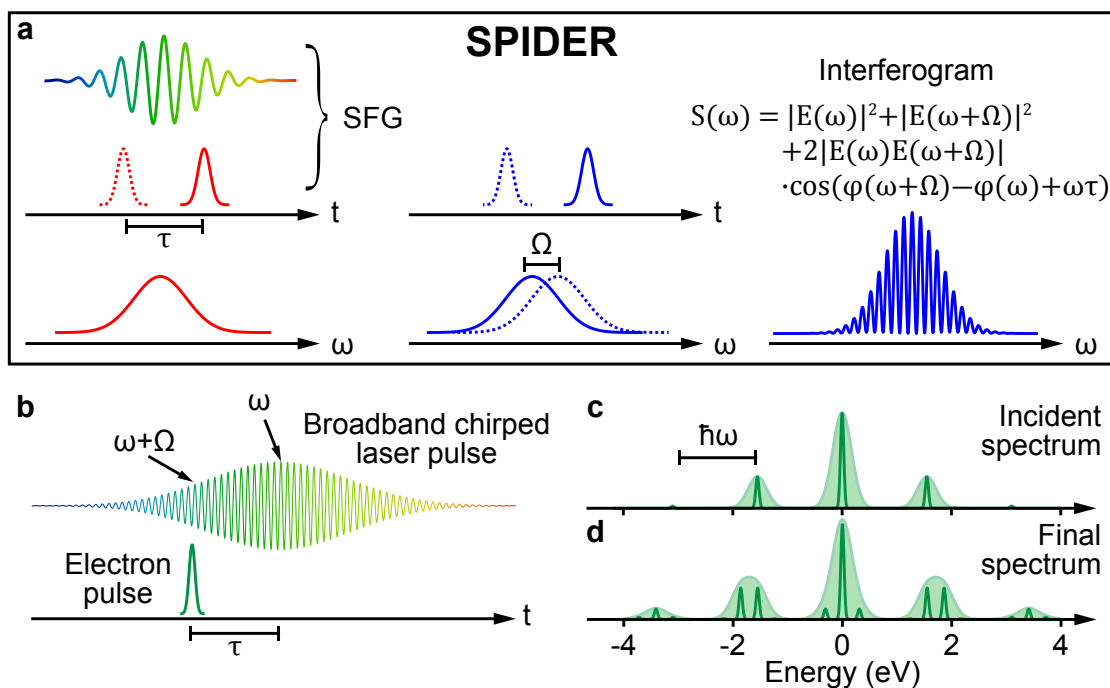 a
SPIDER
SFG
t
τ
ω
t
Ω
ω
Interferogram
S(ω) = |E(ω)|²+|E(ω+Ω)|²
+2|E(ω)E(ω+Ω)|
·cos(φ(ω+Ω)−φ(ω)+ωτ)
ω
b
ω
ω+Ω
Broadband chirped
laser pulse
Electron
pulse
t
τ
c
ħω
Incident
spectrum
d
Final
spectrum
-4 -2 0 2 4
Energy (eV)